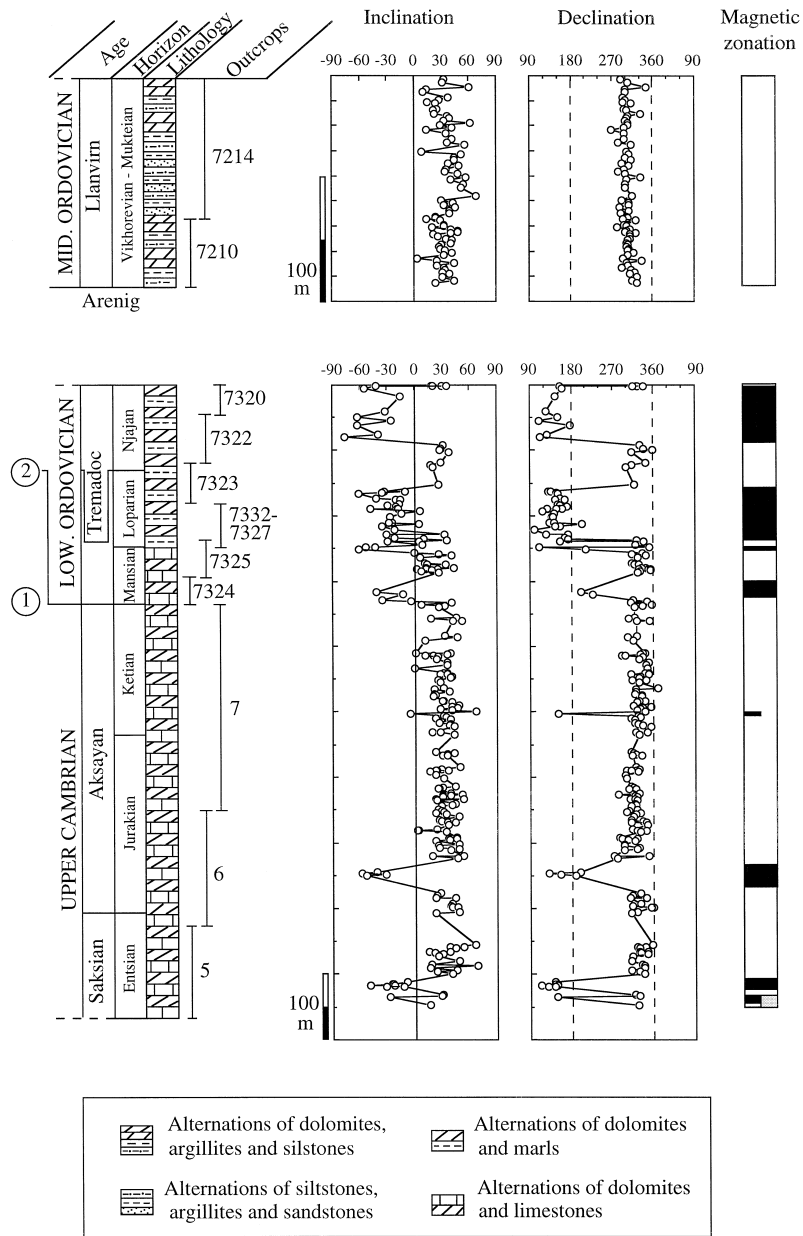 Inclination
Declination
Magnetic
zonation
Age
Horizon
Lithology
Outcrops
-90 -30 0 30 90
90 180 270 360 90
MID. ORDOVICIAN
Llanvirn
Vikhorevian - Mukteian
7214
7210
100
m
Arenig
-90 -30 0 30 90
90 180 270 360 90
LOW. ORDOVICIAN
Tremadoc
Njajan
Loparian
Mansian
7320
7322
7323
7332-
7327
7325
7324
2
1
UPPER CAMBRIAN
Aksayan
Saksian
Ketian
Jurakian
Entsian
7
6
5
100
m
Alternations of dolomites,
argillites and silstones
Alternations of dolomites
and marls
Alternations of siltstones,
argillites and sandstones
Alternations of dolomites
and limestones